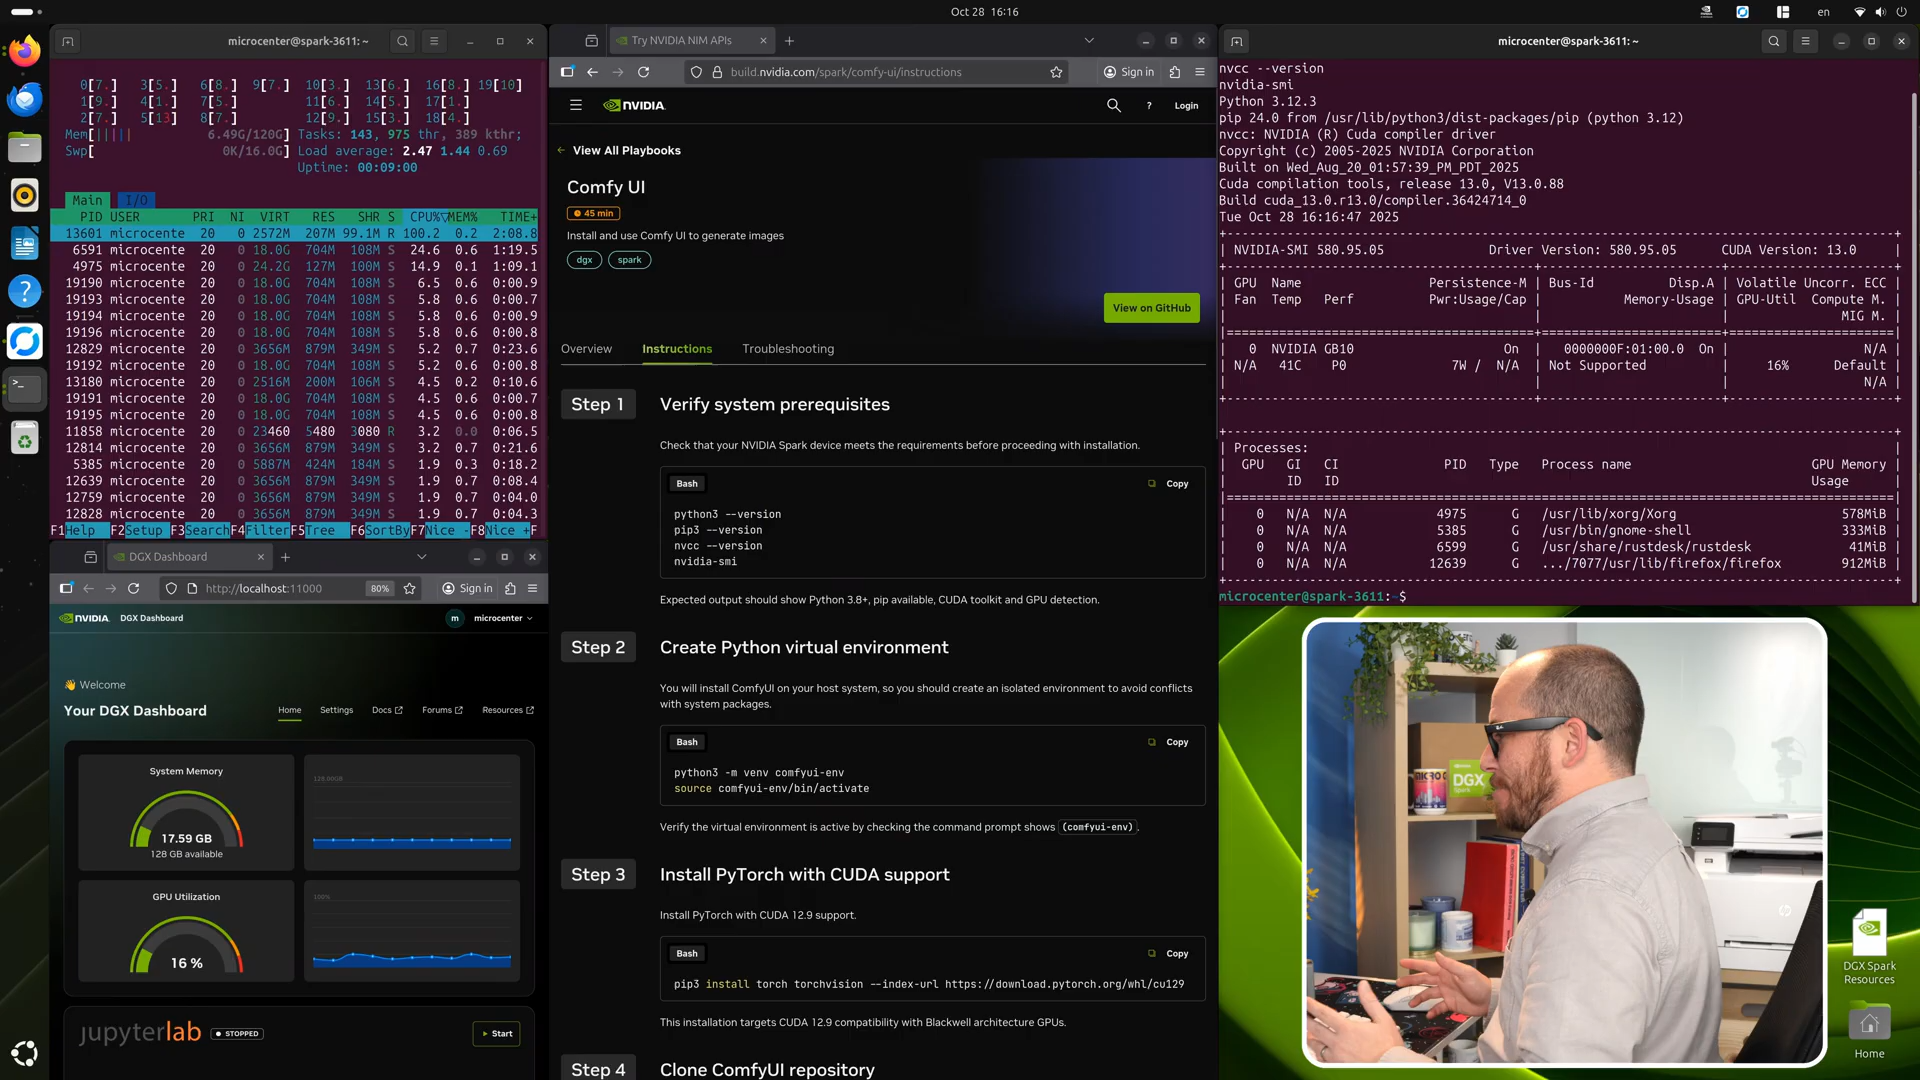 Oct 28  16:16
en
microcenter@spark-3611: ~
0[7.  3[5.  6[8.  9[7.  10[3.  13[6.  16[8.  19[10]
1[9.  4[1.  7[5.  11[6.  14[5.  17[1.
2[7.  5[13]  8[7.  12[9.  15[3.  18[4.
Mem[||||| 6.49G/120G] Tasks: 143, 975 thr, 389 kthr;
Swp[ 0K/16.0G] Load average: 2.47 1.44 0.69
Uptime: 00:09:00
Main I/O
PID USER PRI NI VIRT RES SHR S CPU%▽MEM% TIME+
13601 microcente 20 0 2572M 207M 99.1M R 100.2 0.2 2:08.8
6591 microcente 20 0 18.0G 704M 108M S 24.6 0.6 1:19.5
4975 microcente 20 0 24.2G 127M 100M S 14.9 0.1 1:09.1
19190 microcente 20 0 18.0G 704M 108M S 6.5 0.6 0:00.9
19193 microcente 20 0 18.0G 704M 108M S 5.8 0.6 0:00.7
19194 microcente 20 0 18.0G 704M 108M S 5.8 0.6 0:00.8
19196 microcente 20 0 18.0G 704M 108M S 5.8 0.6 0:00.8
12829 microcente 20 0 3656M 879M 349M S 5.2 0.7 0:23.6
19192 microcente 20 0 18.0G 704M 108M S 5.2 0.6 0:00.8
13180 microcente 20 0 2516M 200M 106M S 4.5 0.2 0:10.6
19191 microcente 20 0 18.0G 704M 108M S 4.5 0.6 0:00.7
19195 microcente 20 0 18.0G 704M 108M S 4.5 0.6 0:00.8
11858 microcente 20 0 23460 5480 3080 R 3.2 0.0 0:06.5
12814 microcente 20 0 3656M 879M 349M S 3.2 0.7 0:21.6
5385 microcente 20 0 5887M 424M 184M S 1.9 0.3 0:18.2
12639 microcente 20 0 3656M 879M 349M S 1.9 0.7 0:08.4
12759 microcente 20 0 3656M 879M 349M S 1.9 0.7 0:04.0
12828 microcente 20 0 3656M 879M 349M S 1.9 0.7 0:04.3
F1Help F2Setup F3SearchF4FilterF5Tree F6SortByF7Nice -F8Nice +F
DGX Dashboard
http://localhost:11000 80% Sign in
NVIDIA. DGX Dashboard m microcenter
👋 Welcome
Your DGX Dashboard Home Settings Docs Forums Resources
System Memory
128.00GB
17.59 GB
128 GB available
GPU Utilization
100%
16 %
jupyterlab STOPPED Start
Try NVIDIA NIM APIs
build.nvidia.com/spark/comfy-ui/instructions Sign in
NVIDIA. ? Login
View All Playbooks
Comfy UI
45 min
Install and use Comfy UI to generate images
dgx spark
View on GitHub
Overview Instructions Troubleshooting
Step 1 Verify system prerequisites
Check that your NVIDIA Spark device meets the requirements before proceeding with installation.
Bash Copy
python3 --version
pip3 --version
nvcc --version
nvidia-smi
Expected output should show Python 3.8+, pip available, CUDA toolkit and GPU detection.
Step 2 Create Python virtual environment
You will install ComfyUI on your host system, so you should create an isolated environment to avoid conflicts
with system packages.
Bash Copy
python3 -m venv comfyui-env
source comfyui-env/bin/activate
Verify the virtual environment is active by checking the command prompt shows (comfyui-env).
Step 3 Install PyTorch with CUDA support
Install PyTorch with CUDA 12.9 support.
Bash Copy
pip3 install torch torchvision --index-url https://download.pytorch.org/whl/cu129
This installation targets CUDA 12.9 compatibility with Blackwell architecture GPUs.
Step 4 Clone ComfyUI repository
microcenter@spark-3611: ~
nvcc --version
nvidia-smi
Python 3.12.3
pip 24.0 from /usr/lib/python3/dist-packages/pip (python 3.12)
nvcc: NVIDIA (R) Cuda compiler driver
Copyright (c) 2005-2025 NVIDIA Corporation
Built on Wed_Aug_20_01:57:39_PM_PDT_2025
Cuda compilation tools, release 13.0, V13.0.88
Build cuda_13.0.r13.0/compiler.36424714_0
Tue Oct 28 16:16:47 2025
| NVIDIA-SMI 580.95.05 Driver Version: 580.95.05 CUDA Version: 13.0 |
| GPU Name Persistence-M | Bus-Id Disp.A | Volatile Uncorr. ECC |
| Fan Temp Perf Pwr:Usage/Cap | Memory-Usage | GPU-Util Compute M. |
| | | MIG M. |
| 0 NVIDIA GB10 On | 0000000F:01:00.0 On | N/A |
| N/A 41C P0 7W / N/A | Not Supported | 16% Default |
| | | N/A |
| Processes: |
| GPU GI CI PID Type Process name GPU Memory |
| ID ID Usage |
| 0 N/A N/A 4975 G /usr/lib/xorg/Xorg 578MiB |
| 0 N/A N/A 5385 G /usr/bin/gnome-shell 333MiB |
| 0 N/A N/A 6599 G /usr/share/rustdesk/rustdesk 41MiB |
| 0 N/A N/A 12639 G .../7077/usr/lib/firefox/firefox 912MiB |
microcenter@spark-3611:~$
DGX
Spark
DGX Spark
Resources
Home